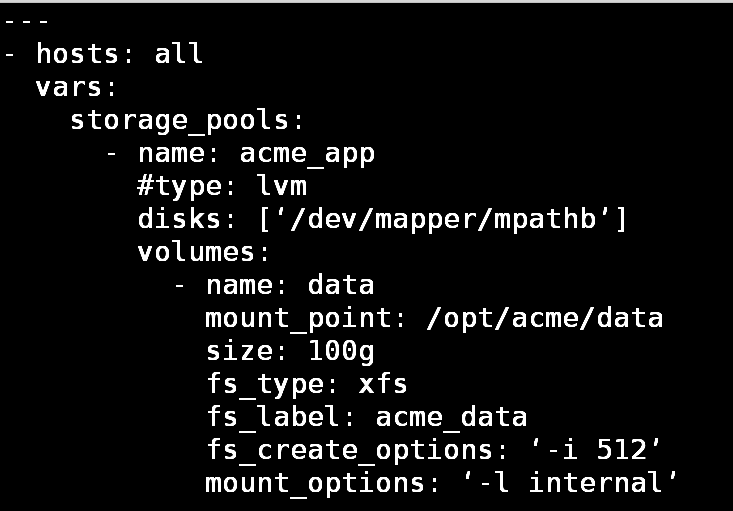 ---
- hosts: all
  vars:
    storage_pools:
      - name: acme_app
        #type: lvm
        disks: [‘/dev/mapper/mpathb’]
        volumes:
          - name: data
            mount_point: /opt/acme/data
            size: 100g
            fs_type: xfs
            fs_label: acme_data
            fs_create_options: ‘-i 512’
            mount_options: ‘-l internal’